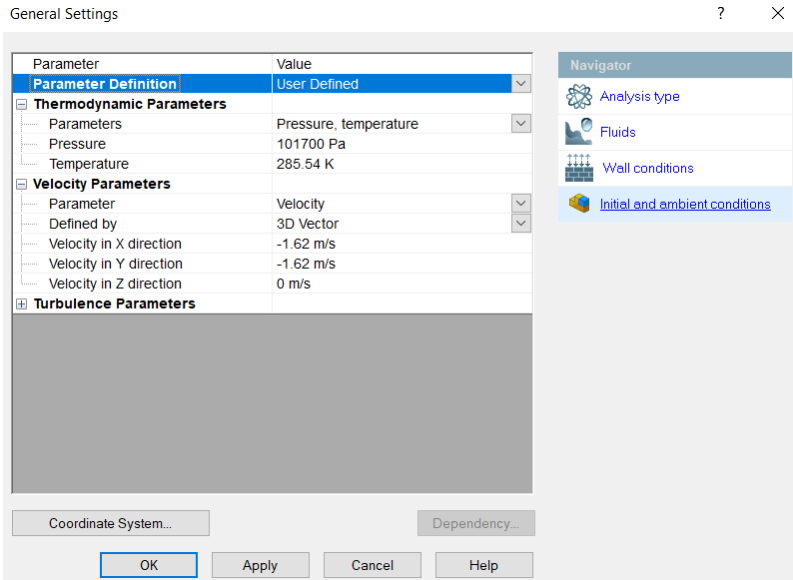 General Settings
?
Parameter Value
Parameter Definition User Defined
Thermodynamic Parameters
Parameters Pressure, temperature
Pressure 101700 Pa
Temperature 285.54 K
Velocity Parameters
Parameter Velocity
Defined by 3D Vector
Velocity in X direction -1.62 m/s
Velocity in Y direction -1.62 m/s
Velocity in Z direction 0 m/s
Turbulence Parameters
Navigator
Analysis type
Fluids
Wall conditions
Initial and ambient conditions
Coordinate System...
Dependency...
OK
Apply
Cancel
Help